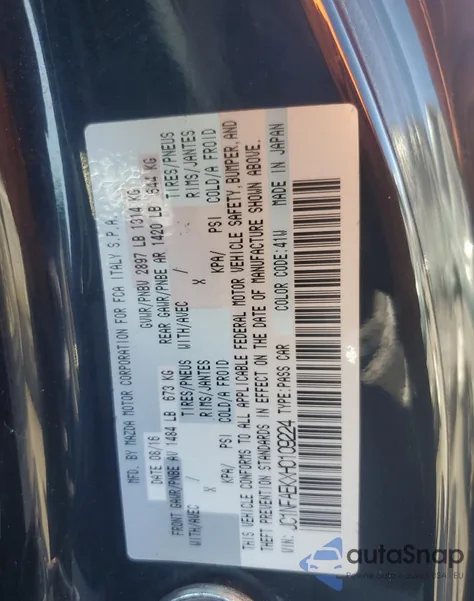 MFD. BY MAZDA MOTOR CORPORATION FOR FCA ITALY S.P.A.
DATE 06/16 GVWR/PNBV 2897 LB 1314 KG
FRONT GAWR/PNBE AV 1484 LB 673 KG REAR GAWR/PNBE AR 1420 LB 644 KG
WITH/AVEC / TIRES/PNEUS WITH/AVEC / TIRES/PNEUS
X RIMS/JANTES X RIMS/JANTES
KPA/ PSI COLD/A FROID KPA/ PSI COLD/A FROID
THIS VEHICLE CONFORMS TO ALL APPLICABLE FEDERAL MOTOR VEHICLE SAFETY,BUMPER, AND
THEFT PREVENTION STANDARDS IN EFFECT ON THE DATE OF MANUFACTURE SHOWN ABOVE.
VIN: JC1NFAEKXH0109224 TYPE:PASS CAR COLOR CODE:41W MADE IN JAPAN
autoSnap